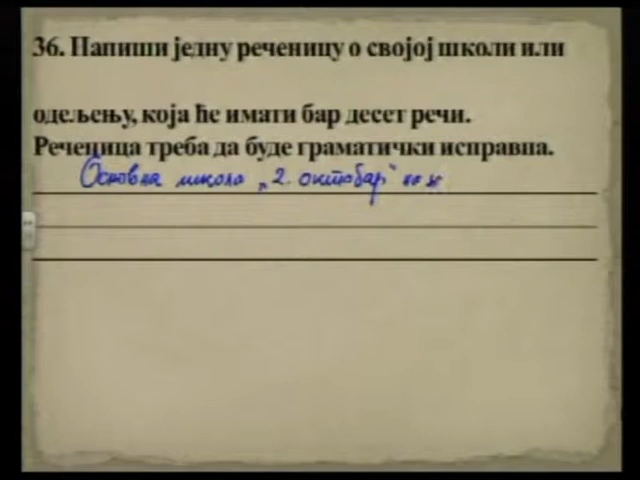 36. Напиши једну реченицу о својој школи или
одељењу, која ће имати бар десет речи.
Реченица треба да буде граматички исправна.
Основна школа „2. октобар“